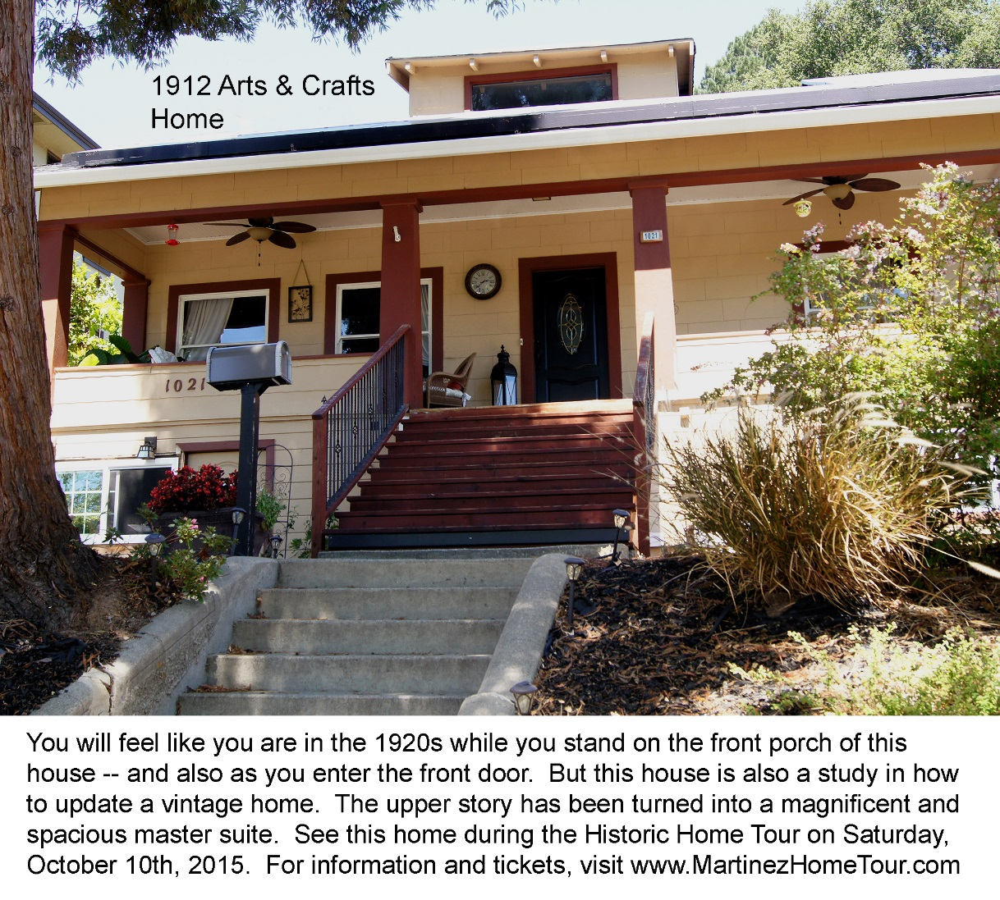 1912 Arts & Crafts
Home
1021
1021
You will feel like you are in the 1920s while you stand on the front porch of this
house -- and also as you enter the front door.  But this house is also a study in how
to update a vintage home.  The upper story has been turned into a magnificent and
spacious master suite.  See this home during the Historic Home Tour on Saturday,
October 10th, 2015.  For information and tickets, visit www.MartinezHomeTour.com